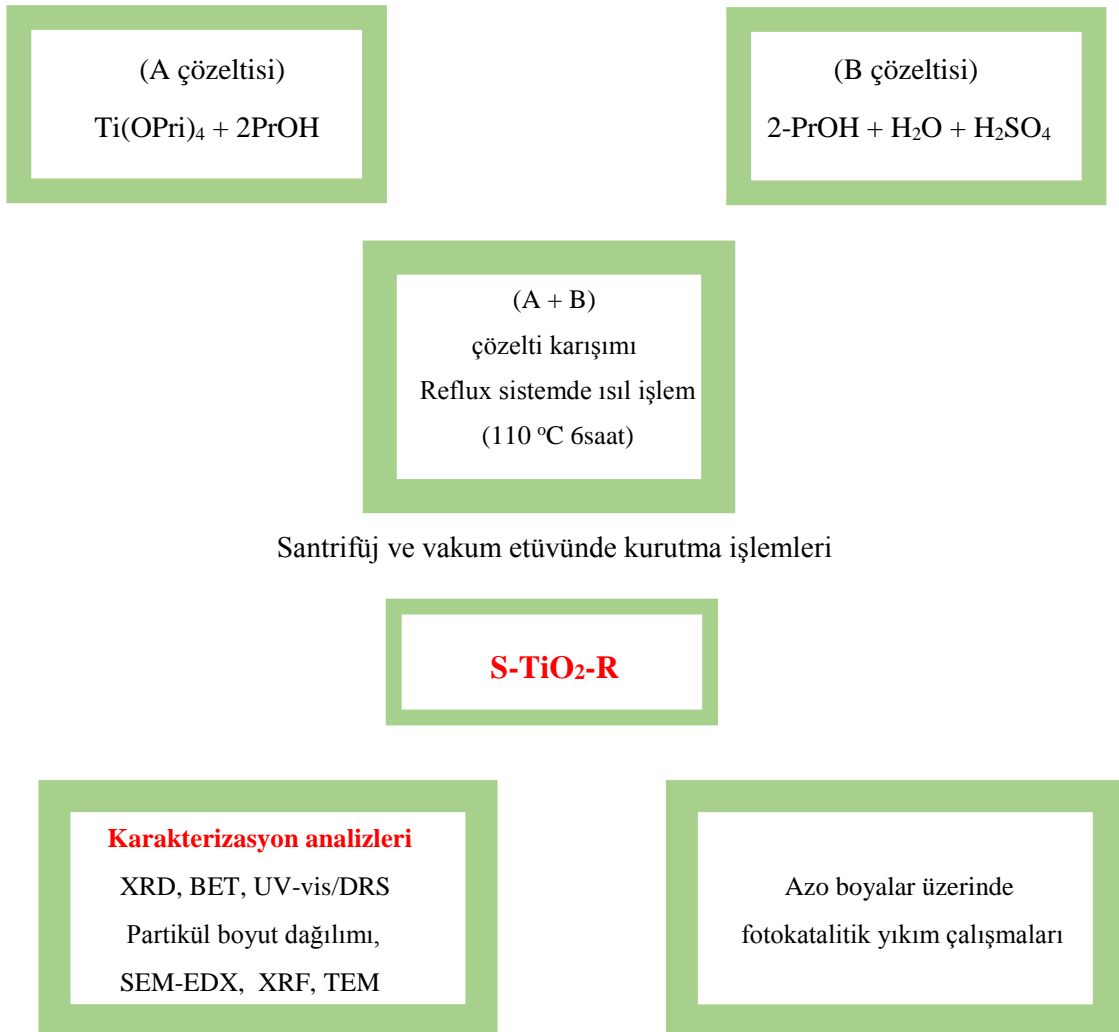 (A çözeltisi)
Ti(OPri)₄ + 2PrOH
(B çözeltisi)
2-PrOH + H₂O + H₂SO₄
(A + B)
çözelti karışımı
Reflux sistemde ısıl işlem
(110 ᵒC 6saat)
Santrifüj ve vakum etüvünde kurutma işlemleri
S-TiO₂-R
Karakterizasyon analizleri
XRD, BET, UV-vis/DRS
Partikül boyut dağılımı,
SEM-EDX, XRF, TEM
Azo boyalar üzerinde
fotokatalitik yıkım çalışmaları